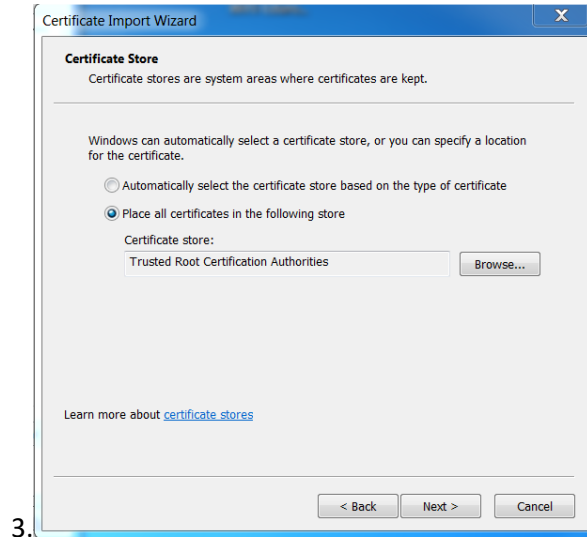 Certificate Import Wizard
X
Certificate Store
Certificate stores are system areas where certificates are kept.
Windows can automatically select a certificate store, or you can specify a location
for the certificate.
Automatically select the certificate store based on the type of certificate
Place all certificates in the following store
Certificate store:
Trusted Root Certification Authorities
Browse...
Learn more about certificate stores
< Back Next > Cancel
3.